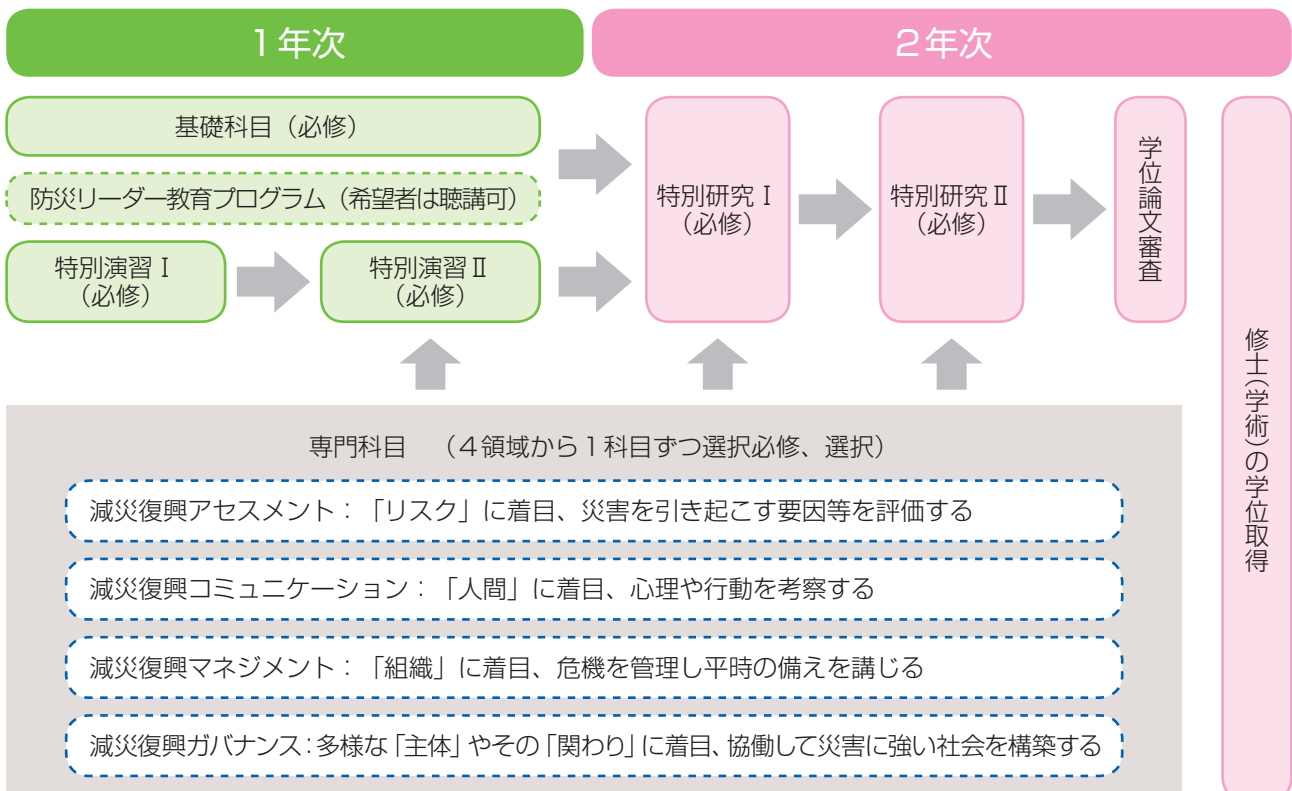 1年次
2年次
基礎科目（必修）
防災リーダー教育プログラム（希望者は聴講可）
特別演習Ⅰ
（必修）
特別演習Ⅱ
（必修）
特別研究Ⅰ
（必修）
特別研究Ⅱ
（必修）
学位論文審査
修士（学術）の学位取得
専門科目　（４領域から１科目ずつ選択必修、選択）
減災復興アセスメント：「リスク」に着目、災害を引き起こす要因等を評価する
減災復興コミュニケーション：「人間」に着目、心理や行動を考察する
減災復興マネジメント：「組織」に着目、危機を管理し平時の備えを講じる
減災復興ガバナンス：多様な「主体」やその「関わり」に着目、協働して災害に強い社会を構築する